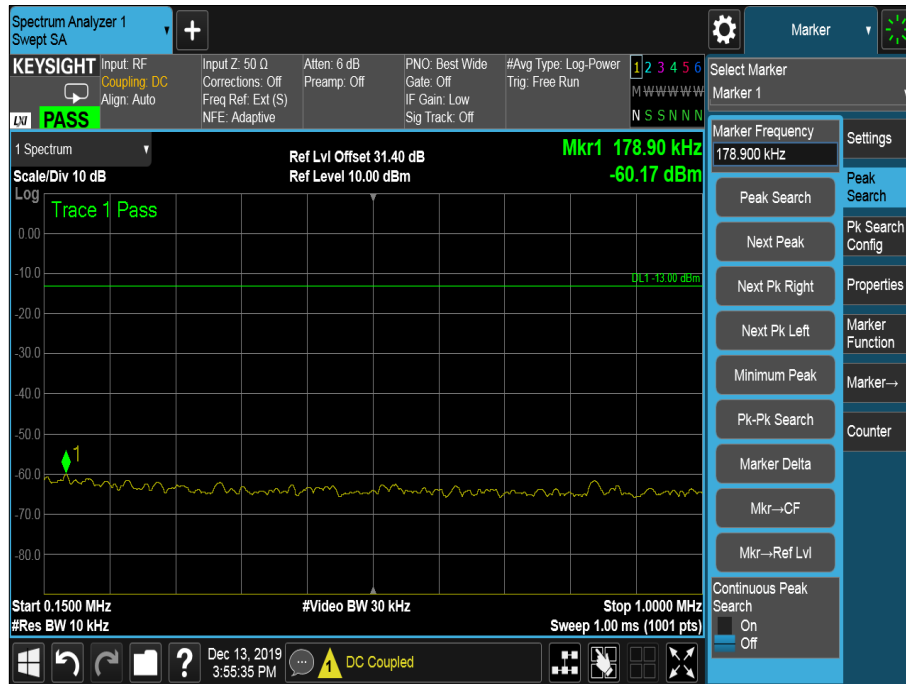 Spectrum Analyzer 1
Swept SA
Marker
KEYSIGHT
Input: RF
Coupling: DC
Align: Auto
Input Z: 50 Ω
Corrections: Off
Freq Ref: Ext (S)
NFE: Adaptive
Atten: 6 dB
Preamp: Off
PNO: Best Wide
Gate: Off
IF Gain: Low
Sig Track: Off
#Avg Type: Log-Power
Trig: Free Run
1 2 3 4 5 6
M W W W W W
N S S N N N
LXI PASS
Select Marker
Marker 1
1 Spectrum
Scale/Div 10 dB
Ref Lvl Offset 31.40 dB
Ref Level 10.00 dBm
Mkr1 178.90 kHz
-60.17 dBm
Log
Trace 1 Pass
0.00
-10.0
DL1 -13.00 dBm
-20.0
-30.0
-40.0
-50.0
1
-60.0
-70.0
-80.0
Start 0.1500 MHz
#Res BW 10 kHz
#Video BW 30 kHz
Stop 1.0000 MHz
Sweep 1.00 ms (1001 pts)
Marker Frequency
178.900 kHz
Peak Search
Next Peak
Next Pk Right
Next Pk Left
Minimum Peak
Pk-Pk Search
Marker Delta
Mkr→CF
Mkr→Ref Lvl
Continuous Peak
Search
On
Off
Settings
Peak
Search
Pk Search
Config
Properties
Marker
Function
Marker→
Counter
?
Dec 13, 2019
3:55:35 PM
1
DC Coupled